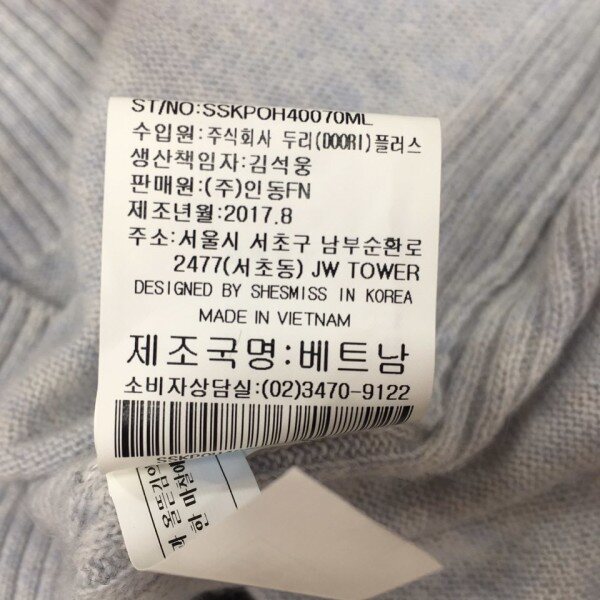 ST/NO:SSKPOH40070ML
수입원:주식회사 두리(DOORI)플러스
생산책임자:김석웅
판매원:(주)인동FN
제조년월:2017.8
주소:서울시 서초구 남부순환로
2477(서초동) JW TOWER
DESIGNED BY SHESMISS IN KOREA
MADE IN VIETNAM
제조국명:베트남
소비자상담실:(02)3470-9122